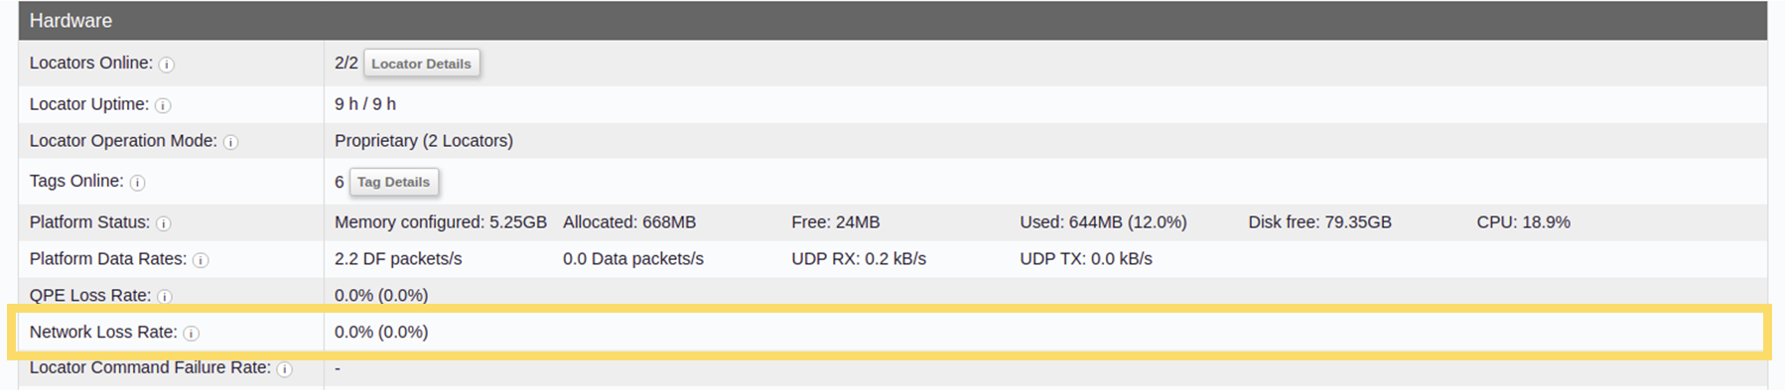 Hardware
Locators Online: i 2/2 Locator Details
Locator Uptime: i 9 h / 9 h
Locator Operation Mode: i Proprietary (2 Locators)
Tags Online: i 6 Tag Details
Platform Status: i Memory configured: 5.25GB Allocated: 668MB Free: 24MB Used: 644MB (12.0%) Disk free: 79.35GB CPU: 18.9%
Platform Data Rates: i 2.2 DF packets/s 0.0 Data packets/s UDP RX: 0.2 kB/s UDP TX: 0.0 kB/s
QPE Loss Rate: i 0.0% (0.0%)
Network Loss Rate: i 0.0% (0.0%)
Locator Command Failure Rate: i -